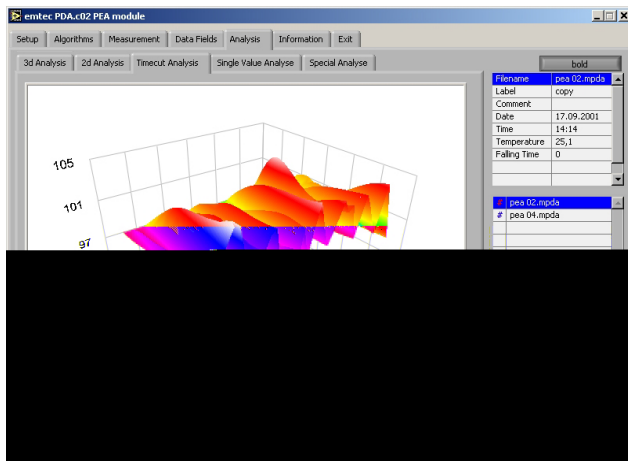 emtec PDA.c02 PEA module
Setup Algorithms Measurement Data Fields Analysis Information Exit
3d Analysis 2d Analysis Timecut Analysis Single Value Analyse Special Analyse
bold
Filename pea 02.mpda
Label copy
Comment
Date 17.09.2001
Time 14:14
Temperature 25,1
Falling Time 0
105
101
97
# pea 02.mpda
# pea 04.mpda